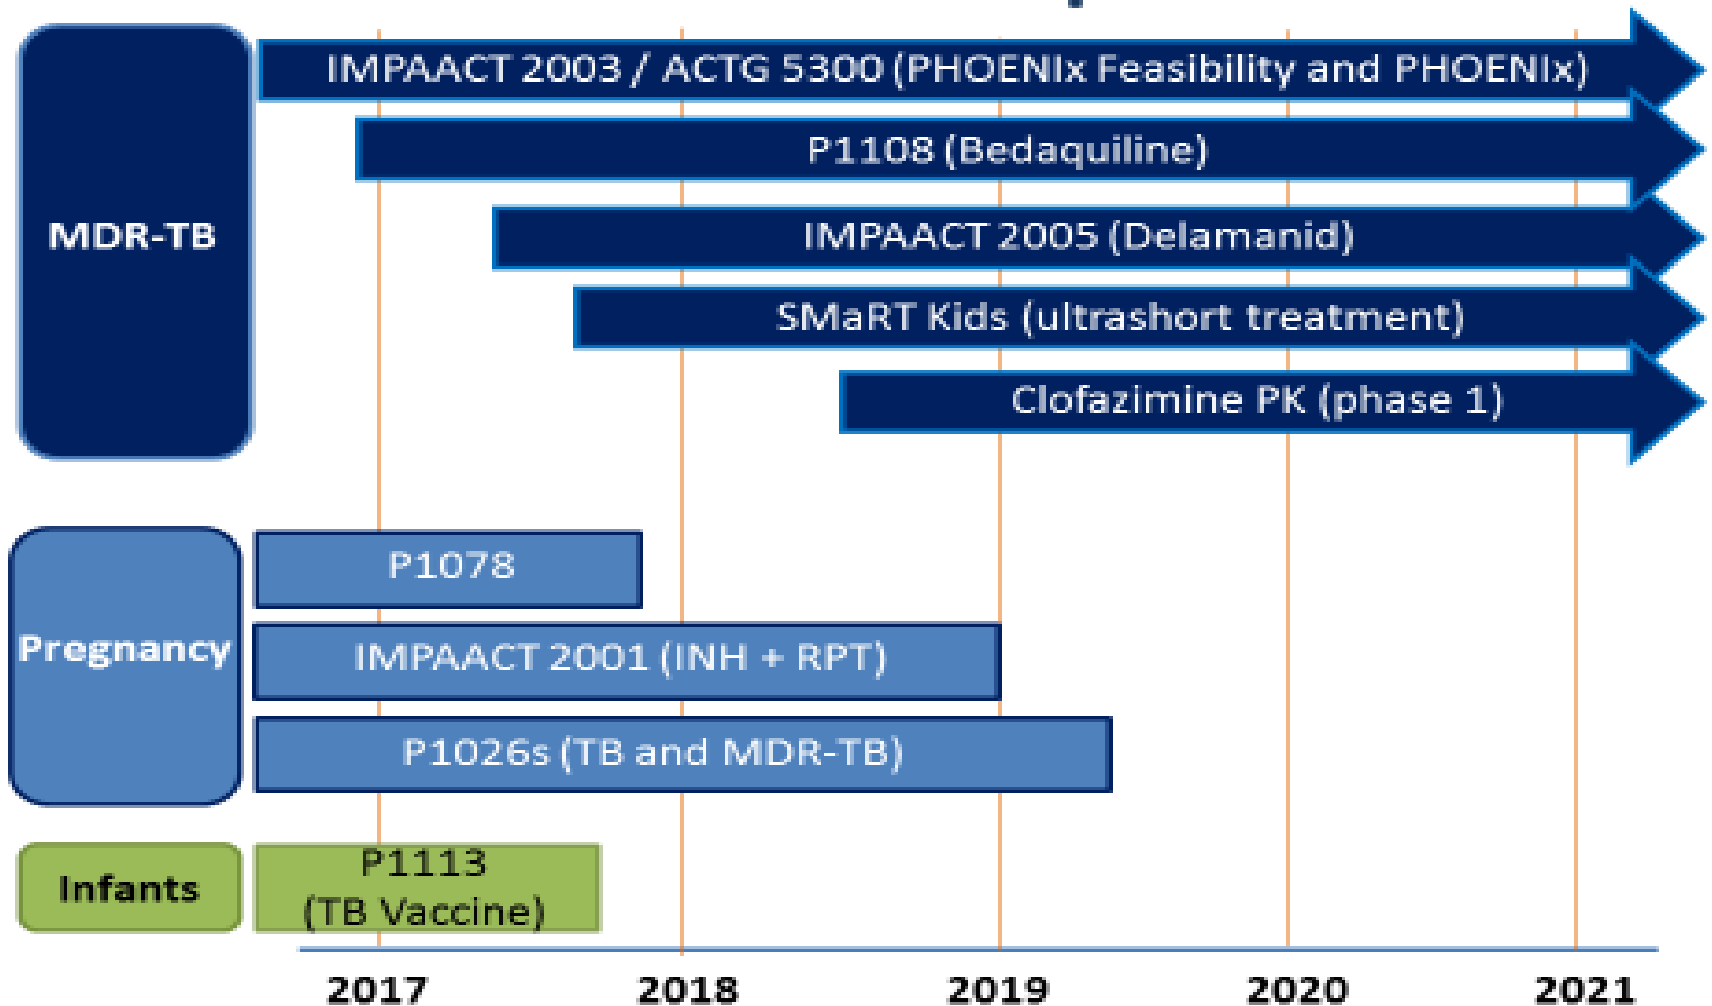 IMPAACT 2003 / ACTG 5300 (PHOENIx Feasibility and PHOENIx)
P1108 (Bedaquiline)
MDR-TB
IMPAACT 2005 (Delamanid)
SMaRT Kids (ultrashort treatment)
Clofazimine PK (phase 1)
P1078
Pregnancy
IMPAACT 2001 (INH + RPT)
P1026s (TB and MDR-TB)
Infants
P1113
(TB Vaccine)
2017 2018 2019 2020 2021